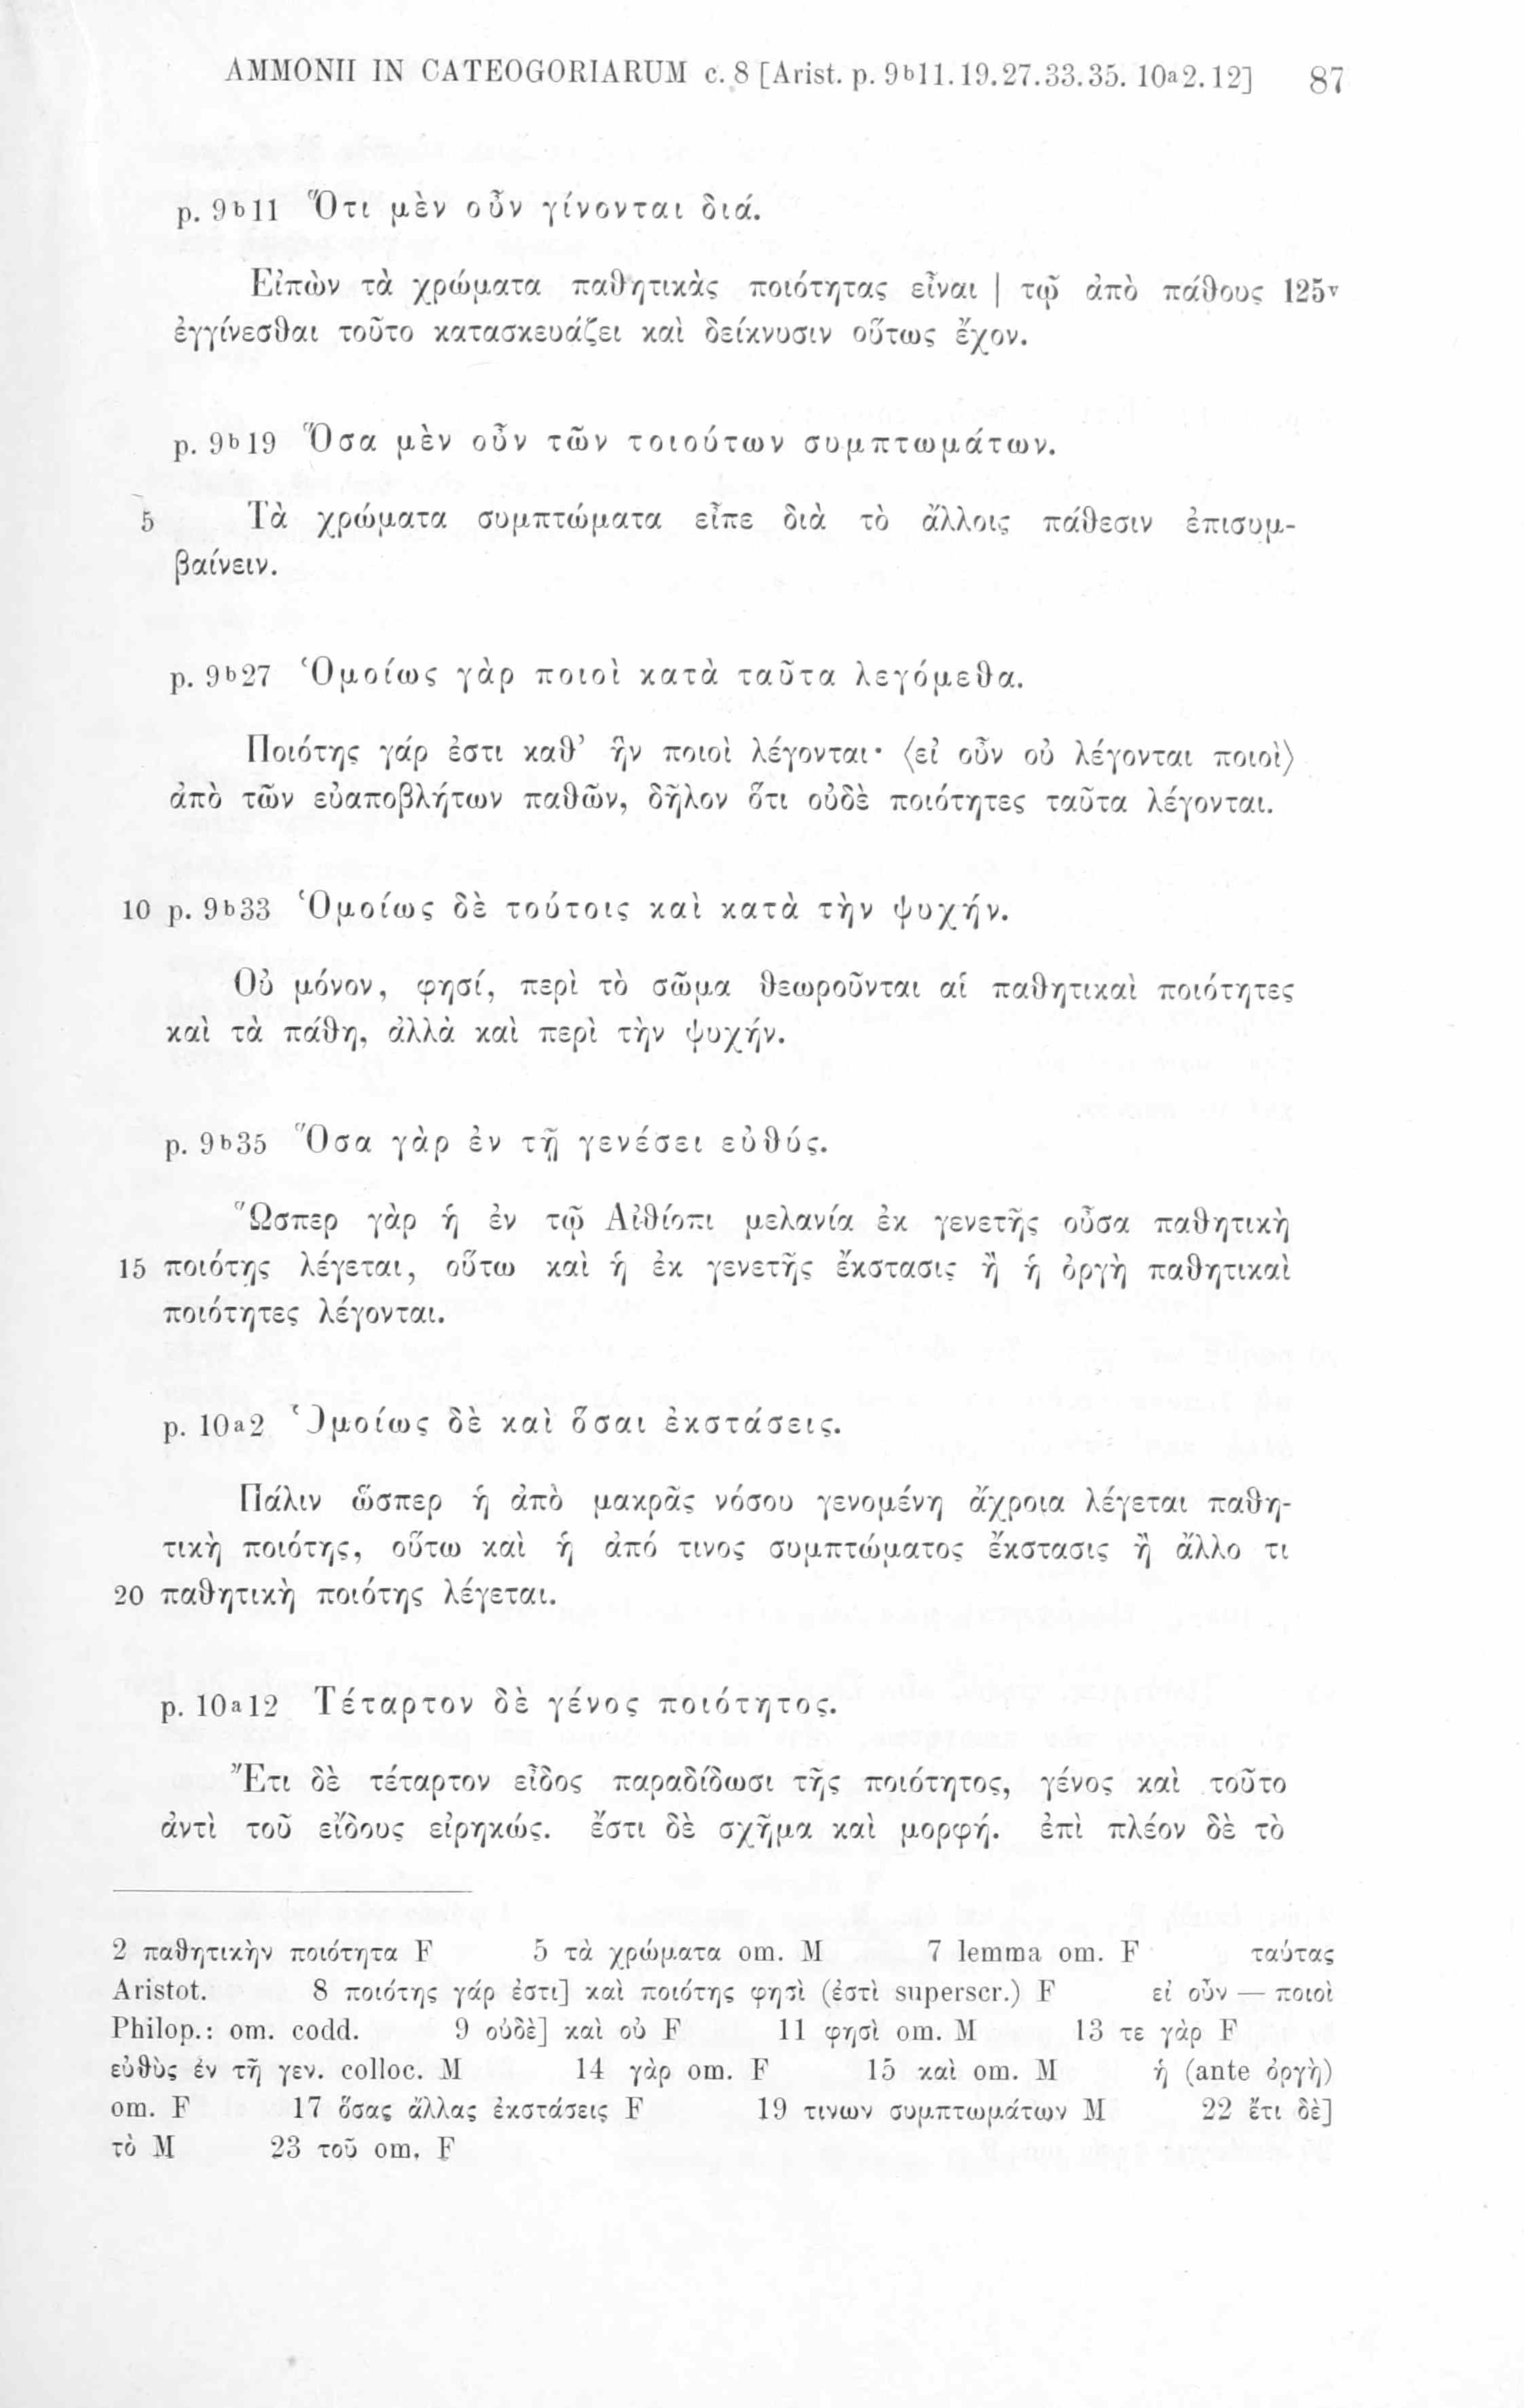 AMMONII IN CATEOGORIARUM c. 8 [Arist. p. 9b11.19.27.33.35. 10a2.12] 87
p. 9b11 Ὅτι μὲν οὖν γίνονται διά.
Εἰπὼν τὰ χρώματα παθητικὰς ποιότητας εἶναι | τῷ ἀπὸ πάθους 125v
ἐγγίνεσθαι τοῦτο κατασκευάζει καὶ δείκνυσιν οὕτως ἔχον.
p. 9b19 Ὅσα μὲν οὖν τῶν τοιούτων συμπτωμάτων.
5 Τὰ χρώματα συμπτώματα εἶπε διὰ τὸ ἄλλοις πάθεσιν ἐπισυμ-
βαίνειν.
p. 9b27 Ὁμοίως γὰρ ποιοὶ κατὰ ταῦτα λεγόμεθα.
Ποιότης γάρ ἐστι καθ’ ἣν ποιοὶ λέγονται· ⟨εἰ οὖν οὐ λέγονται ποιοὶ⟩
ἀπὸ τῶν εὐαποβλήτων παθῶν, δῆλον ὅτι οὐδὲ ποιότητες ταῦτα λέγονται.
10 p. 9b33 Ὁμοίως δὲ τούτοις καὶ κατὰ τὴν ψυχήν.
Οὐ μόνον, φησί, περὶ τὸ σῶμα θεωροῦνται αἱ παθητικαὶ ποιότητες
καὶ τὰ πάθη, ἀλλὰ καὶ περὶ τὴν ψυχήν.
p. 9b35 Ὅσα γὰρ ἐν τῇ γενέσει εὐθύς.
Ὥσπερ γὰρ ἡ ἐν τῷ Αἰθίοπι μελανία ἐκ γενετῆς οὖσα παθητικὴ
15 ποιότης λέγεται, οὕτω καὶ ἡ ἐκ γενετῆς ἔκστασις ἢ ἡ ὀργὴ παθητικαὶ
ποιότητες λέγονται.
p. 10a2 Ὁμοίως δὲ καὶ ὅσαι ἐκστάσεις.
Πάλιν ὥσπερ ἡ ἀπὸ μακρᾶς νόσου γενομένη ἄχροια λέγεται παθη-
τικὴ ποιότης, οὕτω καὶ ἡ ἀπό τινος συμπτώματος ἔκστασις ἢ ἄλλο τι
20 παθητικὴ ποιότης λέγεται.
p. 10a12 Τέταρτον δὲ γένος ποιότητος.
Ἔτι δὲ τέταρτον εἶδος παραδίδωσι τῆς ποιότητος, γένος καὶ τοῦτο
ἀντὶ τοῦ εἴδους εἰρηκώς. ἔστι δὲ σχῆμα καὶ μορφή. ἐπὶ πλέον δὲ τὸ
2 παθητικὴν ποιότητα F 5 τὰ χρώματα om. M 7 lemma om. F ταύτας
Aristot. 8 ποιότης γάρ ἐστι] καὶ ποιότης φησὶ (ἐστὶ superscr.) F εἰ οὖν — ποιοὶ
Philop.: om. codd. 9 οὐδὲ] καὶ οὐ F 11 φησὶ om. M 13 τε γὰρ F
εὐθὺς ἐν τῇ γεν. colloc. M 14 γὰρ om. F 15 καὶ om. M ἡ (ante ὀργὴ)
om. F 17 ὅσας ἄλλας ἐκστάσεις F 19 τινων συμπτωμάτων M 22 ἔτι δὲ]
τὸ M 23 τοῦ om. F